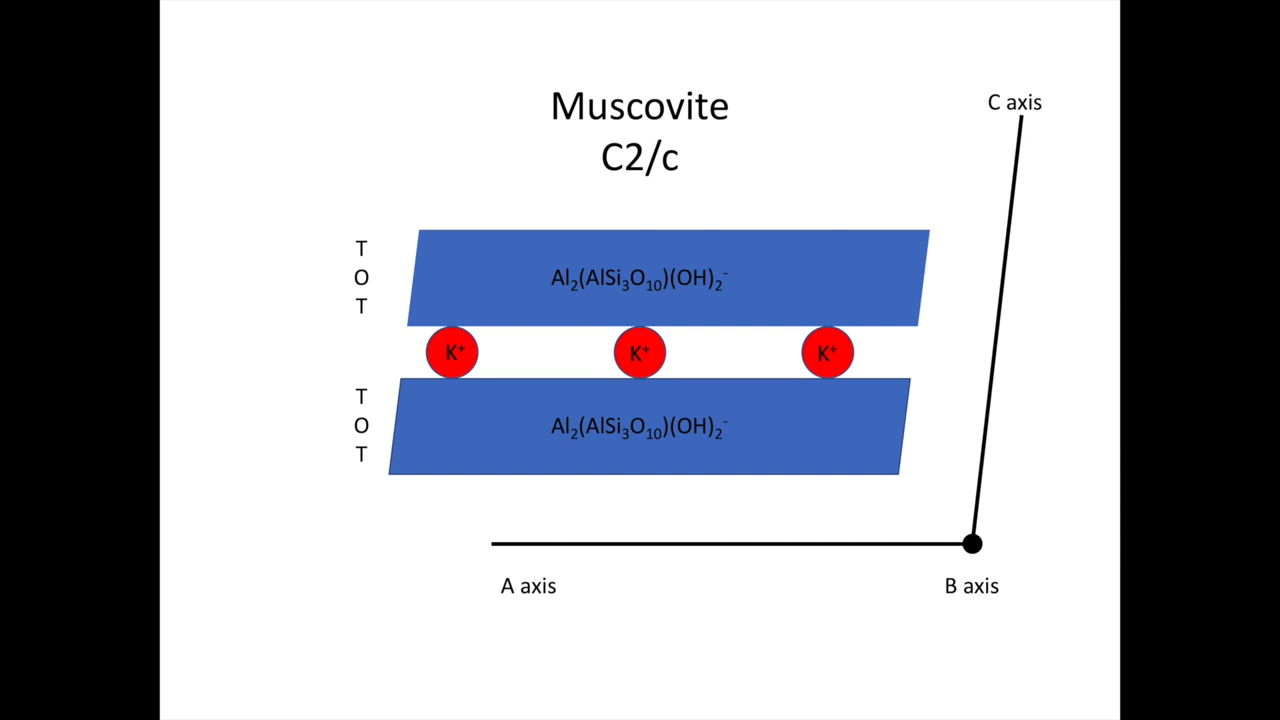 Muscovite
C2/c
C axis
T
O
T
Al₂(AlSi₃O₁₀)(OH)₂⁻
K⁺ K⁺ K⁺
T
O
T
Al₂(AlSi₃O₁₀)(OH)₂⁻
A axis
B axis